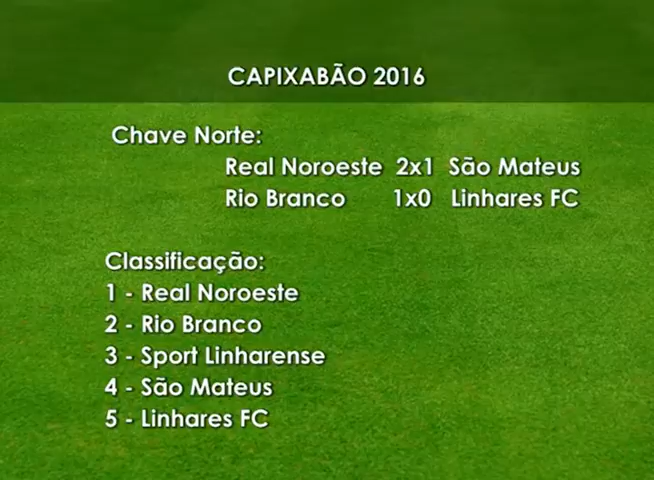 CAPIXABÃO 2016
Chave Norte:
Real Noroeste 2x1 São Mateus
Rio Branco 1x0 Linhares FC
Classificação:
1 - Real Noroeste
2 - Rio Branco
3 - Sport Linharense
4 - São Mateus
5 - Linhares FC